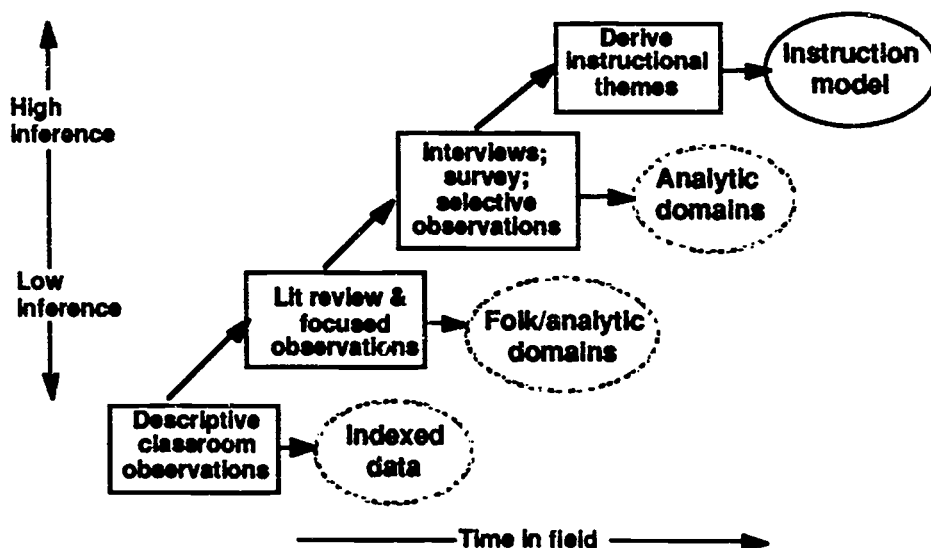 Derive
instructional
themes
Instruction
model
High
inference
interviews;
survey;
selective
observations
Analytic
domains
Low
inference
Lit review &
focused
observations
Folk/analytic
domains
Descriptive
classroom
observations
Indexed
data
Time in field